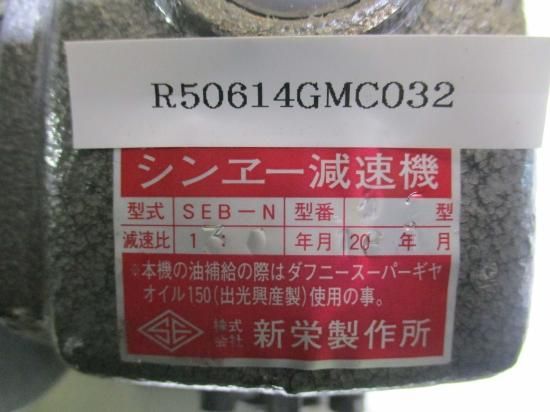 R50614GMC032
シンヱー減速機
型式 SEB-N 型番 型
減速比 1: 年月 20 年 月
※本機の油補給の際はダフニースーパーギヤ
オイル150(出光興産製)使用の事。
SE 株式会社 新栄製作所